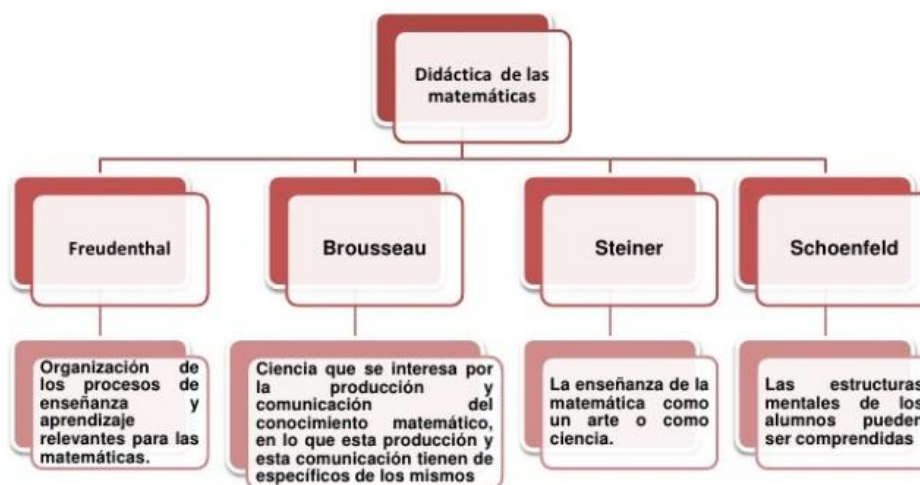 Didáctica de las
matemáticas
Freudenthal
Brousseau
Steiner
Schoenfeld
Organización de
los procesos de
enseñanza y
aprendizaje
relevantes para las
matemáticas.
Ciencia que se interesa por
la producción y
comunicación del
conocimiento matemático,
en lo que esta producción y
esta comunicación tienen de
específicos de los mismos
La enseñanza de la
matemática como
un arte o como
ciencia.
Las estructuras
mentales de los
alumnos pueden
ser comprendidas